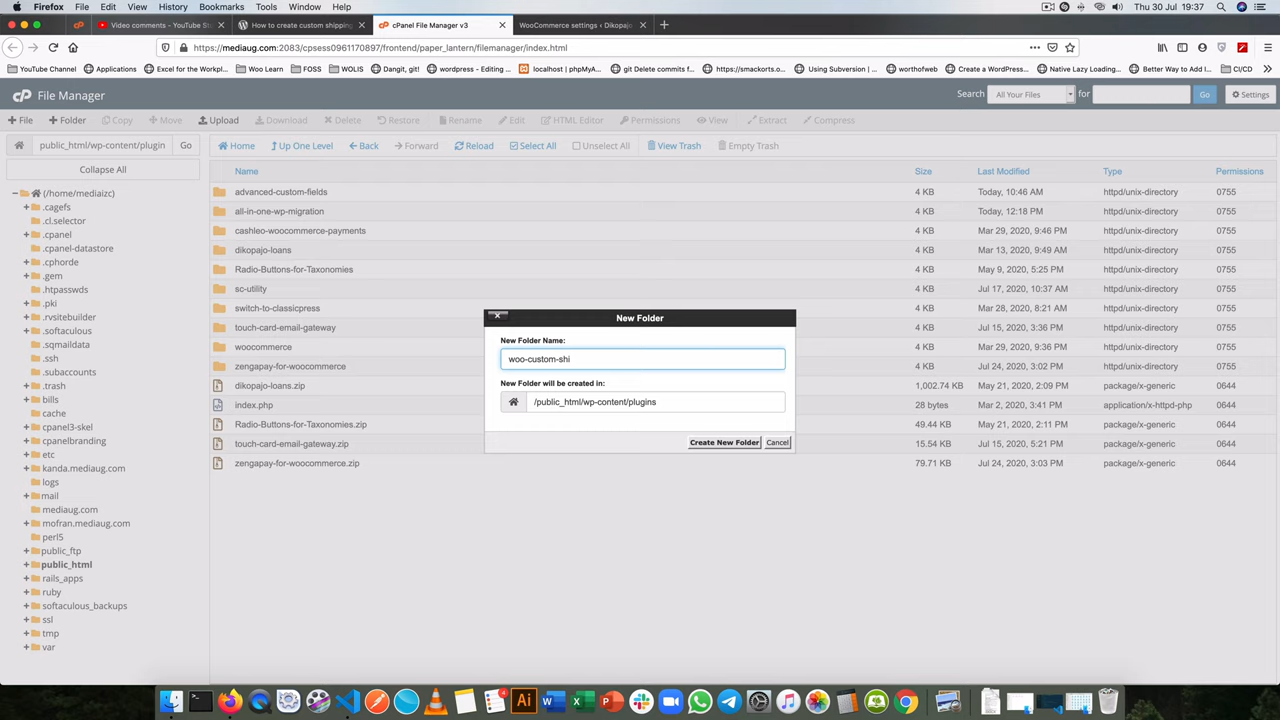 Firefox File Edit View History Bookmarks Tools Window Help Thu 30 Jul 19:37
Video comments - YouTube St How to create custom shipping cPanel File Manager v3 WooCommerce settings ‹ Dikopaj
https://mediaug.com:2083/cpsess0961170897/frontend/paper_lantern/filemanager/index.html
YouTube Channel Applications Excel for the Workpl... Woo Learn FOSS WOLIS Dangit, git! wordpress - Editing ... localhost | phpMyA... git Delete commits f... https://smackorts.o... Using Subversion | ... worthofweb Create a WordPress... Native Lazy Loading... Better Way to Add I... CI/CD
cP File Manager Search All Your Files for Go Settings
+ File + Folder Copy + Move Upload Download Delete Restore Rename Edit HTML Editor Permissions View Extract Compress
public_html/wp-content/plugin Go Home Up One Level Back Forward Reload Select All Unselect All View Trash Empty Trash
Collapse All
(/home/mediaizc)
.cagefs
.cl.selector
.cpanel
.cpanel-datastore
.cphorde
.gem
.htpasswds
.pki
.rvsitebuilder
.softaculous
.sqmaildata
.ssh
.subaccounts
.trash
bills
cache
cpanel3-skel
cpanelbranding
etc
kanda.mediaug.com
logs
mail
mediaug.com
mofran.mediaug.com
perl5
public_ftp
public_html
rails_apps
ruby
softaculous_backups
ssl
tmp
var
Name Size Last Modified Type Permissions
advanced-custom-fields 4 KB Today, 10:46 AM httpd/unix-directory 0755
all-in-one-wp-migration 4 KB Today, 12:18 PM httpd/unix-directory 0755
cashleo-woocommerce-payments 4 KB Mar 29, 2020, 9:46 PM httpd/unix-directory 0755
dikopajo-loans 4 KB Mar 13, 2020, 9:49 AM httpd/unix-directory 0755
Radio-Buttons-for-Taxonomies 4 KB May 9, 2020, 5:25 PM httpd/unix-directory 0755
sc-utility 4 KB Jul 17, 2020, 10:37 AM httpd/unix-directory 0755
switch-to-classicpress 4 KB Mar 28, 2020, 8:21 AM httpd/unix-directory 0755
touch-card-email-gateway 4 KB Jul 15, 2020, 3:36 PM httpd/unix-directory 0755
woocommerce 4 KB Mar 29, 2020, 9:36 PM httpd/unix-directory 0755
zengapay-for-woocommerce 4 KB Jul 24, 2020, 3:02 PM httpd/unix-directory 0755
dikopajo-loans.zip 1,002.74 KB May 21, 2020, 2:09 PM package/x-generic 0644
index.php 28 bytes Mar 2, 2020, 3:41 PM application/x-httpd-php 0644
Radio-Buttons-for-Taxonomies.zip 49.44 KB May 21, 2020, 2:11 PM package/x-generic 0644
touch-card-email-gateway.zip 15.54 KB Jul 15, 2020, 5:21 PM package/x-generic 0644
zengapay-for-woocommerce.zip 79.71 KB Jul 24, 2020, 3:03 PM package/x-generic 0644
New Folder
New Folder Name:
woo-custom-shi
New Folder will be created in:
/public_html/wp-content/plugins
Create New Folder Cancel